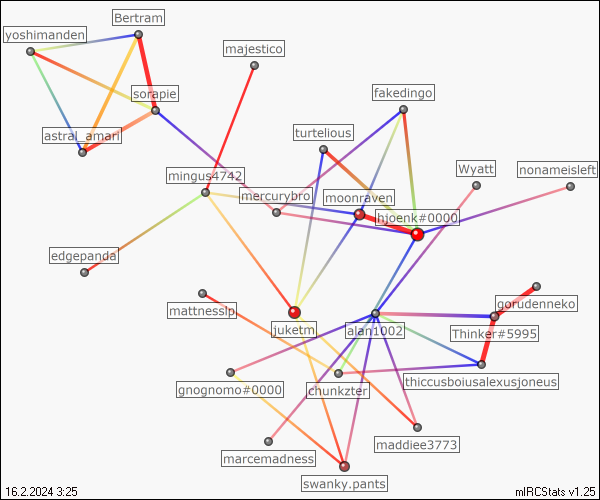 Bertram
yoshimanden
majestico
sorapie
fakedingo
turtelious
astral_amari
Wyatt
nonameisleft
mingus4742
mercurybro
moonraven
hjoenk#0000
edgepanda
gorudenneko
mattnesslp
juketm
alan1002
Thinker#5995
thiccusboiusalexusjoneus
gnognomo#0000
chunkzter
maddiee3773
marcemadness
swanky.pants
16.2.2024 3:25
mIRCStats v1.25